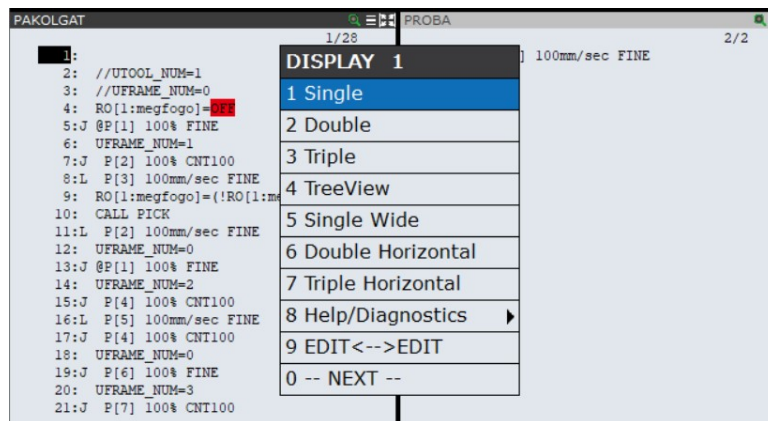 PAKOLGAT
1/28
1:
2: //UTOOL_NUM=1
3: //UFRAME_NUM=0
4: RO[1:megfogo]=OFF
5:J @P[1] 100% FINE
6: UFRAME_NUM=1
7:J P[2] 100% CNT100
8:L P[3] 100mm/sec FINE
9: RO[1:megfogo]=(!RO[1:me
10: CALL PICK
11:L P[2] 100mm/sec FINE
12: UFRAME_NUM=0
13:J @P[1] 100% FINE
14: UFRAME_NUM=2
15:J P[4] 100% CNT100
16:L P[5] 100mm/sec FINE
17:J P[4] 100% CNT100
18: UFRAME_NUM=0
19:J P[6] 100% FINE
20: UFRAME_NUM=3
21:J P[7] 100% CNT100
DISPLAY 1
1 Single
2 Double
3 Triple
4 TreeView
5 Single Wide
6 Double Horizontal
7 Triple Horizontal
8 Help/Diagnostics
9 EDIT<-->EDIT
0 -- NEXT --
PROBA
2/2
] 100mm/sec FINE